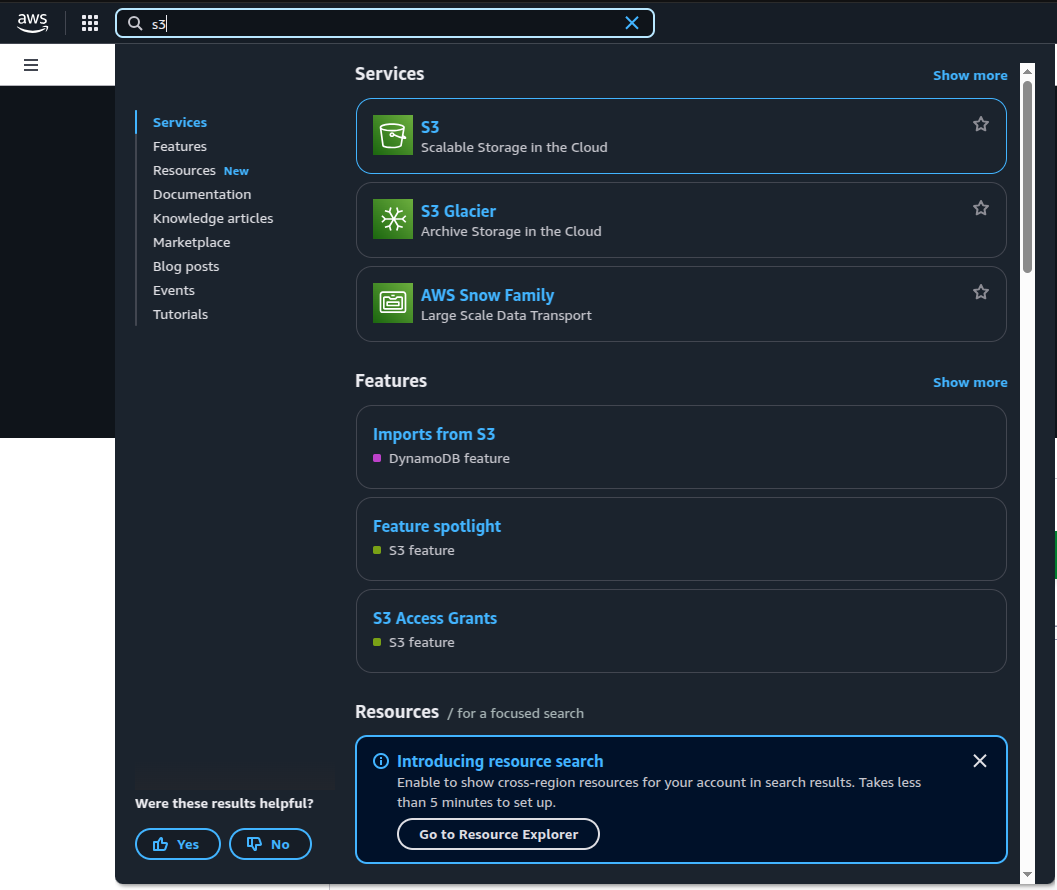 aws
s3
Services
Features
Resources New
Documentation
Knowledge articles
Marketplace
Blog posts
Events
Tutorials
Were these results helpful?
Yes
No
Services
Show more
S3
Scalable Storage in the Cloud
S3 Glacier
Archive Storage in the Cloud
AWS Snow Family
Large Scale Data Transport
Features
Show more
Imports from S3
DynamoDB feature
Feature spotlight
S3 feature
S3 Access Grants
S3 feature
Resources / for a focused search
Introducing resource search
Enable to show cross-region resources for your account in search results. Takes less
than 5 minutes to set up.
Go to Resource Explorer